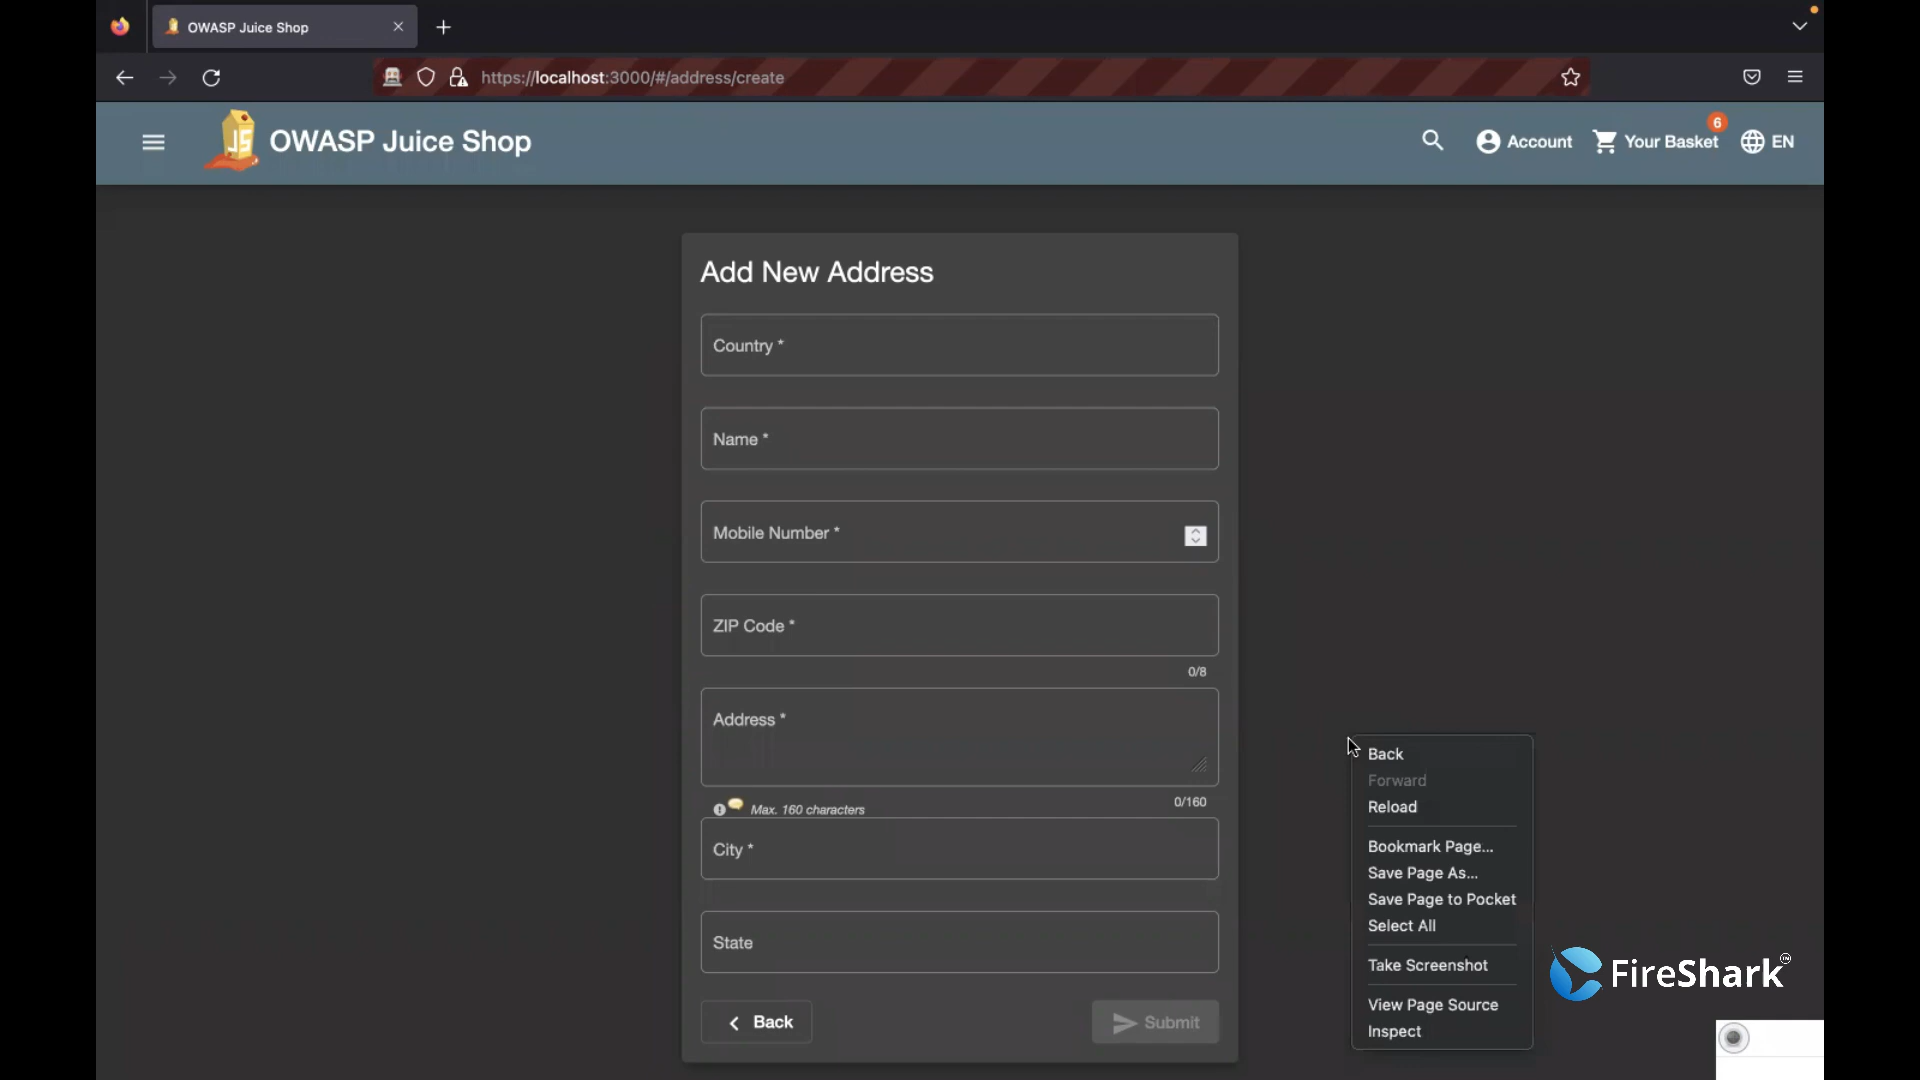 OWASP Juice Shop
https://localhost:3000/#/address/create
JS
OWASP Juice Shop
Account
Your Basket
6
EN
Add New Address
Country *
Name *
Mobile Number *
ZIP Code *
0/8
Address *
Max. 160 characters
0/160
City *
State
Back
Submit
Back
Forward
Reload
Bookmark Page...
Save Page As...
Save Page to Pocket
Select All
Take Screenshot
View Page Source
Inspect
FireShark